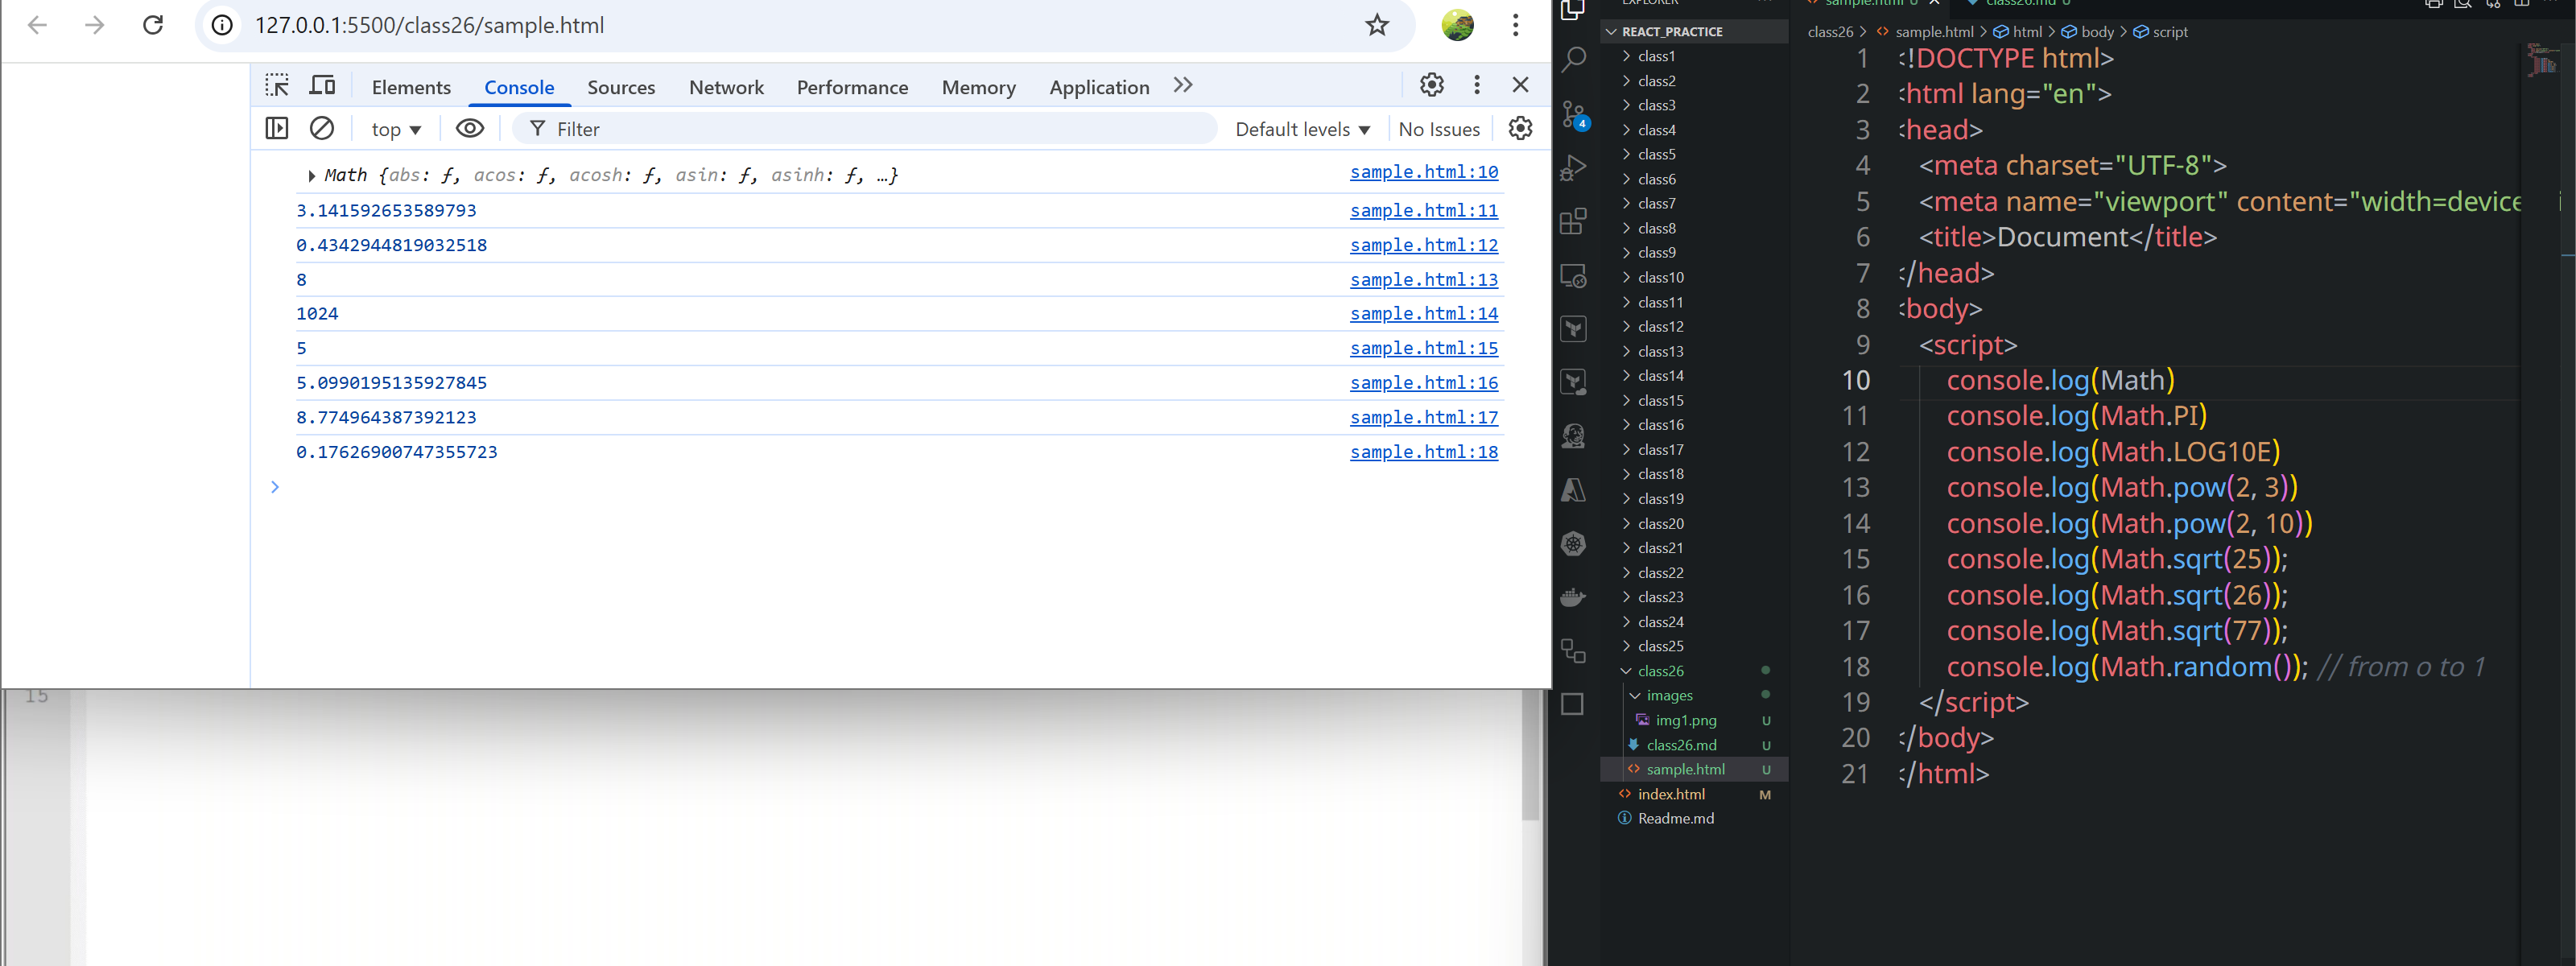 127.0.0.1:5500/class26/sample.html
Elements Console Sources Network Performance Memory Application
top Filter Default levels No Issues
Math {abs: ƒ, acos: ƒ, acosh: ƒ, asin: ƒ, asinh: ƒ, …} sample.html:10
3.141592653589793 sample.html:11
0.4342944819032518 sample.html:12
8 sample.html:13
1024 sample.html:14
5 sample.html:15
5.0990195135927845 sample.html:16
8.774964387392123 sample.html:17
0.17626900747355723 sample.html:18
15
4
EXPLORER
REACT_PRACTICE
class1
class2
class3
class4
class5
class6
class7
class8
class9
class10
class11
class12
class13
class14
class15
class16
class17
class18
class19
class20
class21
class22
class23
class24
class25
class26
images
img1.png U
class26.md U
sample.html U
index.html M
Readme.md
sample.html U class26.md U
class26 > sample.html > html > body > script
1 <!DOCTYPE html>
2 <html lang="en">
3 <head>
4 <meta charset="UTF-8">
5 <meta name="viewport" content="width=device
6 <title>Document</title>
7 </head>
8 <body>
9 <script>
10 console.log(Math)
11 console.log(Math.PI)
12 console.log(Math.LOG10E)
13 console.log(Math.pow(2, 3))
14 console.log(Math.pow(2, 10))
15 console.log(Math.sqrt(25));
16 console.log(Math.sqrt(26));
17 console.log(Math.sqrt(77));
18 console.log(Math.random()); // from o to 1
19 </script>
20 </body>
21 </html>